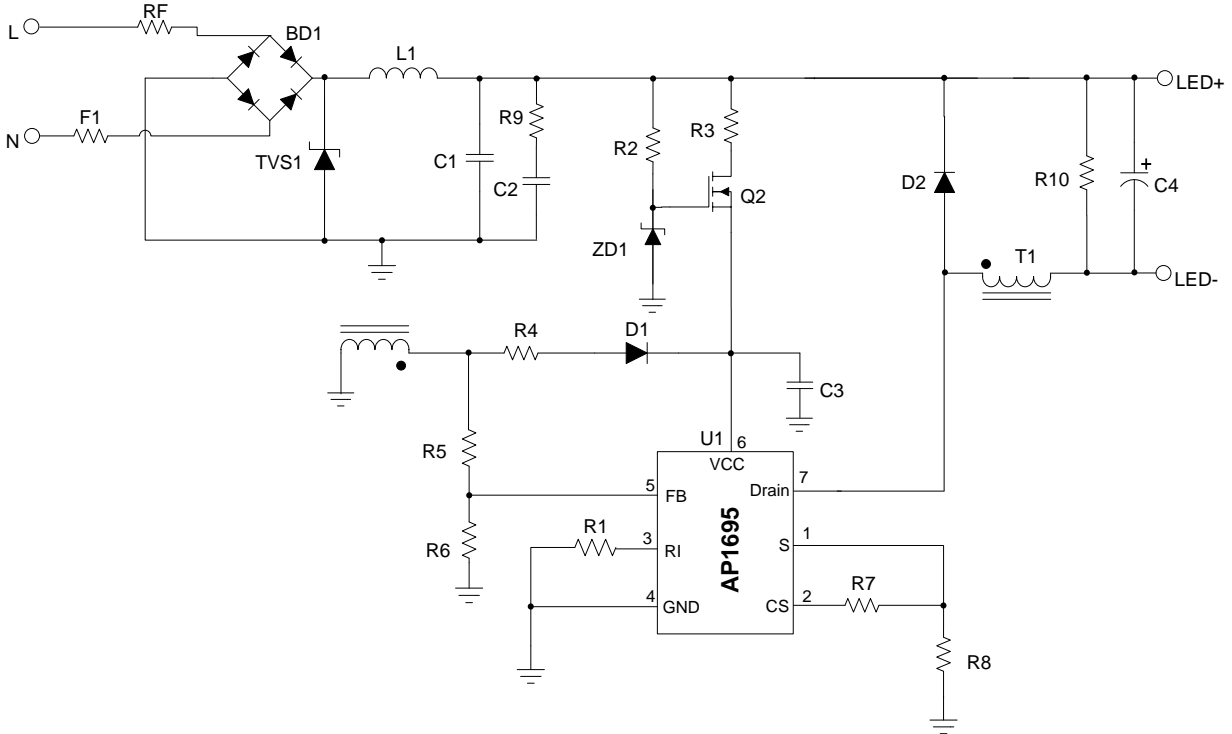 RF
L
BD1
L1
LED+
F1
N
R9
R3
R2
TVS1
C1
C2
Q2
D2
R10
+
C4
ZD1
T1
LED-
R4
D1
C3
U1
6
VCC
R5
5
FB
Drain
7
R6
R1
3
RI
AP1695
S
1
4
GND
CS
2
R7
R8